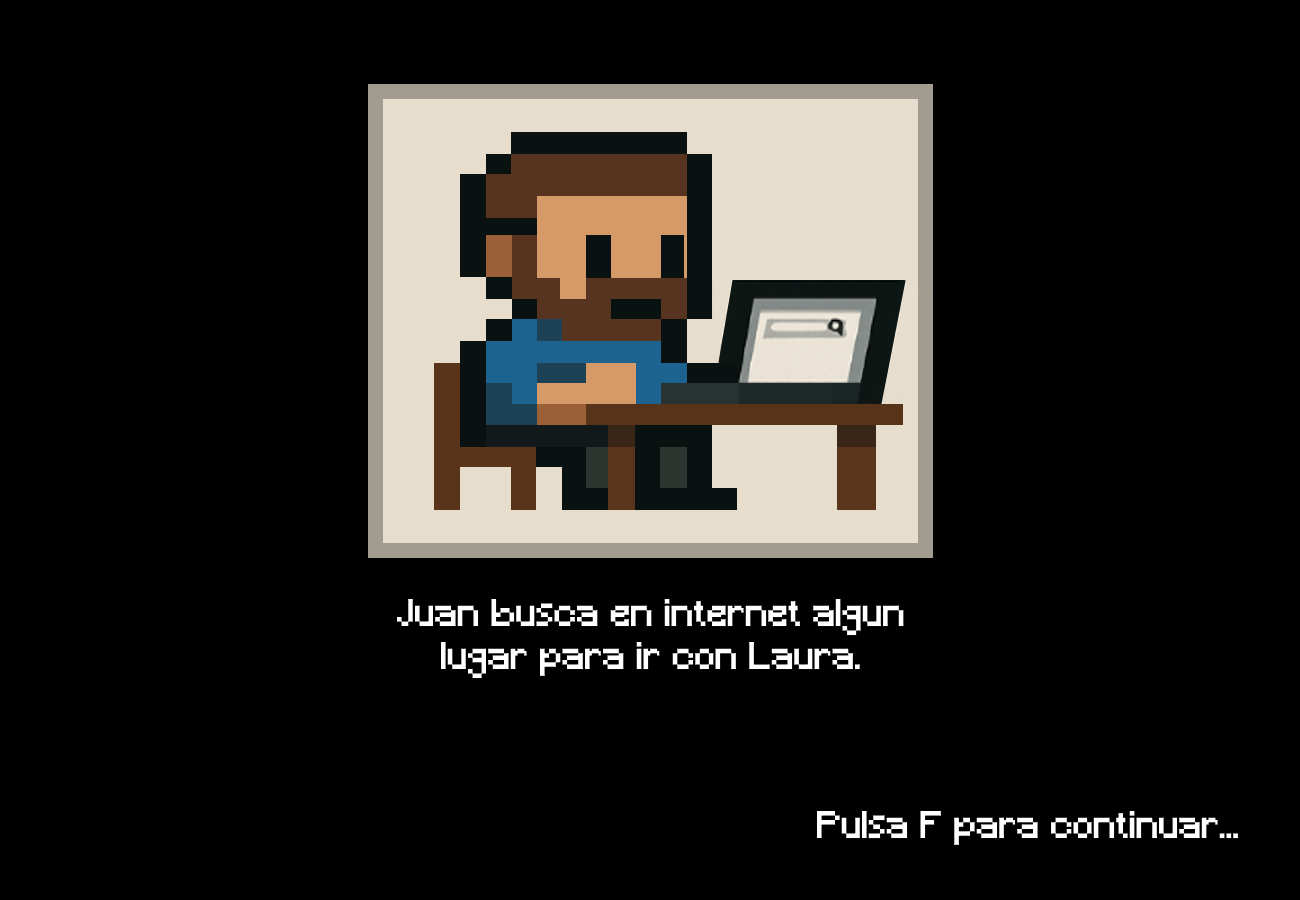 Juan busca en internet algun
lugar para ir con Laura.
Pulsa F para continuar...